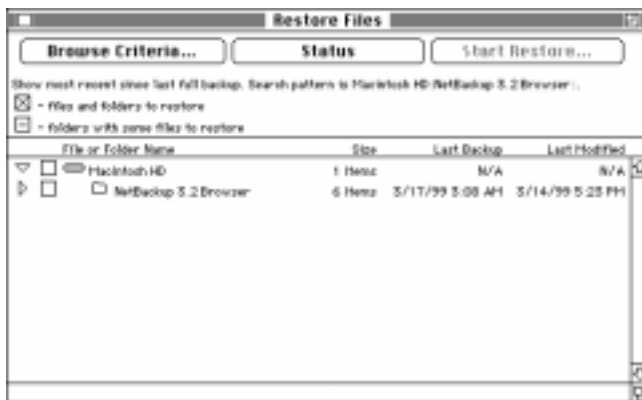 Restore Files
Browse Criteria... Status Start Restore...
Show most recent since last full backup. Search pattern is Macintosh HD:NetBackup 3.2 Browser:.
- files and folders to restore
- folders with some files to restore
File or Folder Name Size Last Backup Last Modified
Macintosh HD 1 items N/A N/A
NetBackup 3.2 Browser 6 items 3/17/99 3:08 AM 3/14/99 5:23 PM